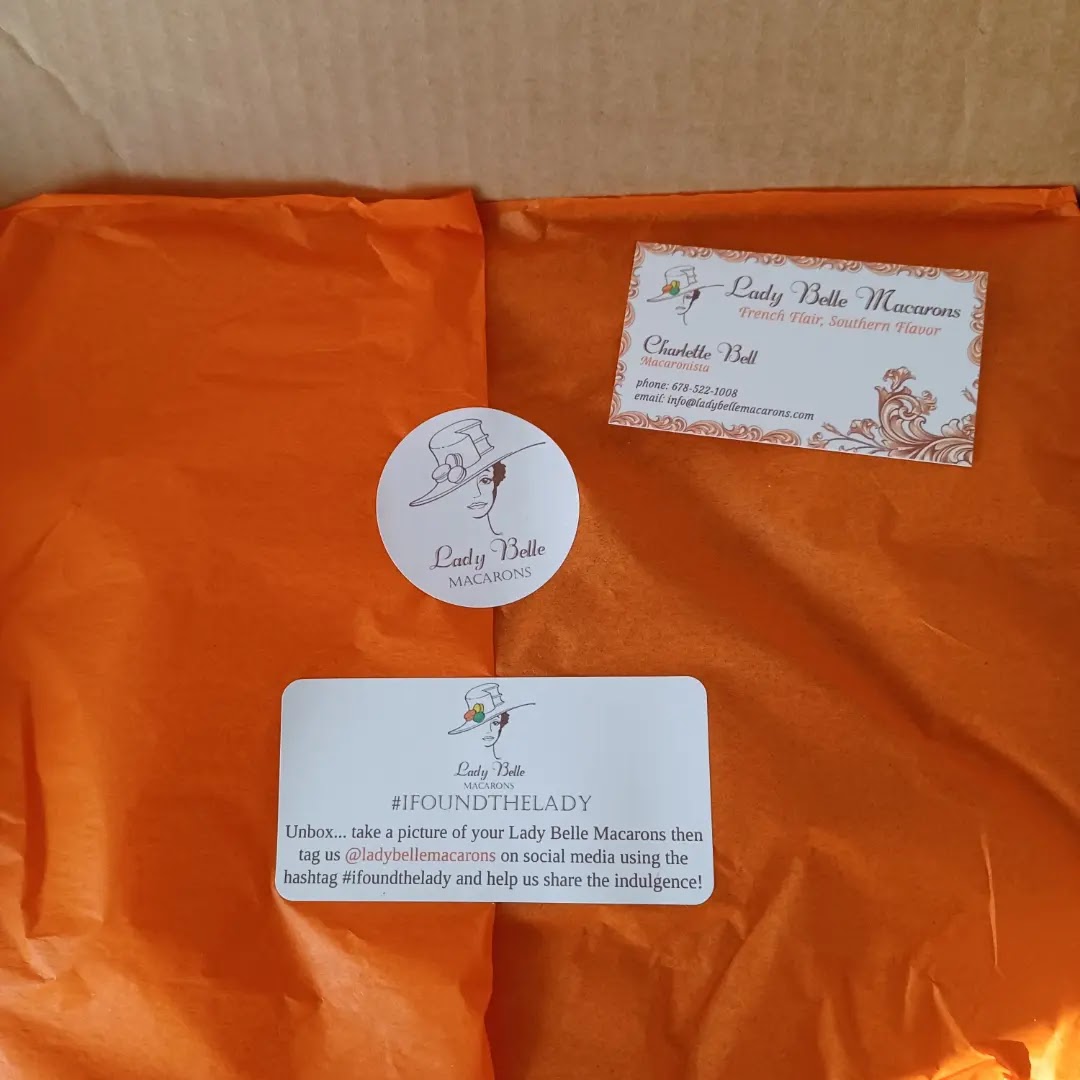 Lady Belle Macarons
French Flair, Southern Flavor
Charlette Bell
Macaronista
phone: 678-522-1008
email: info@ladybellemacarons.com
Lady Belle
MACARONS
Lady Belle
MACARONS
#IFOUNDTHELADY
Unbox... take a picture of your Lady Belle Macarons then
tag us @ladybellemacarons on social media using the
hashtag #ifoundthelady and help us share the indulgence!